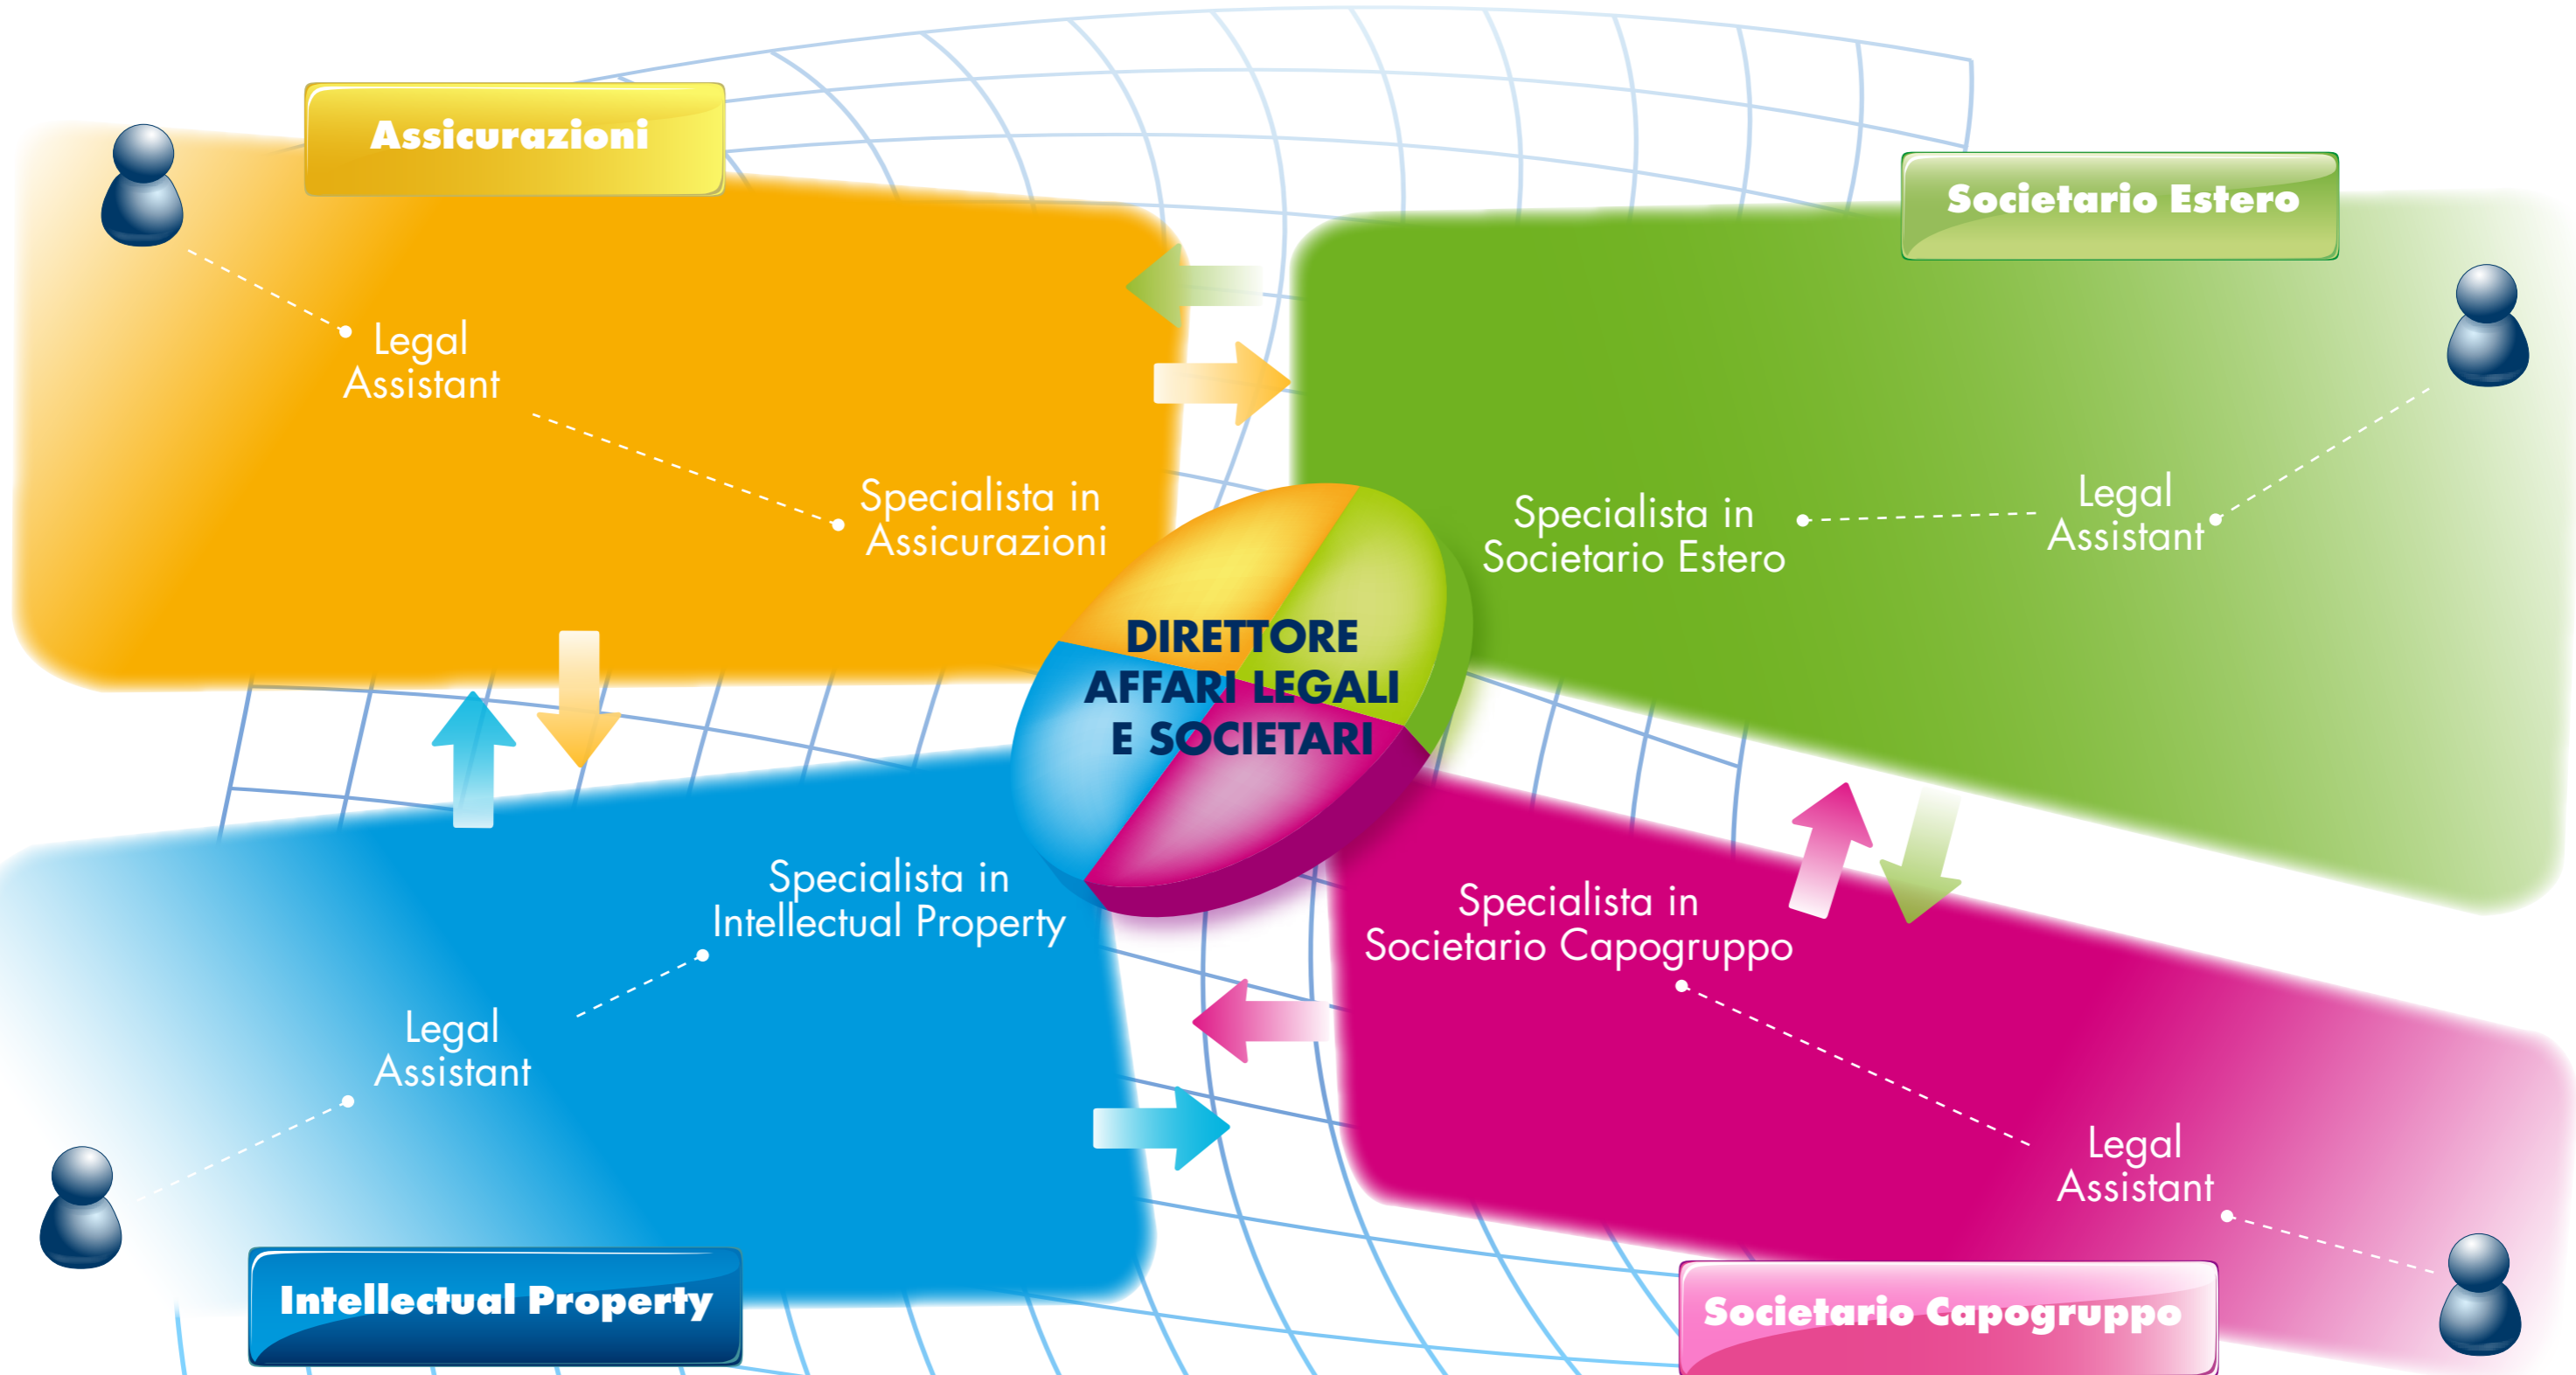 Assicurazioni
Legal
Assistant
Specialista in
Assicurazioni
Societario Estero
Specialista in
Societario Estero
Legal
Assistant
DIRETTORE
AFFARI LEGALI
E SOCIETARI
Specialista in
Intellectual Property
Legal
Assistant
Intellectual Property
Specialista in
Societario Capogruppo
Legal
Assistant
Societario Capogruppo